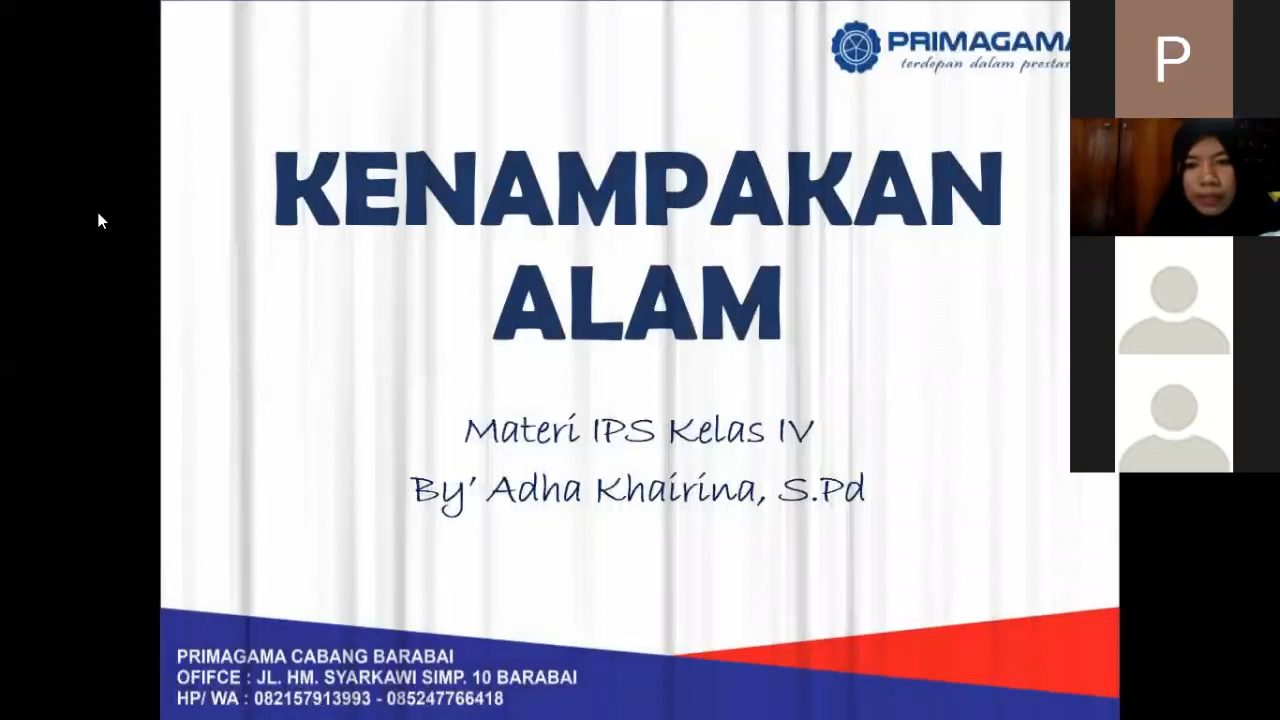 PRIMAGAMA
terdepan dalam prestasi
P
KENAMPAKAN
ALAM
Materi IPS Kelas IV
By' Adha Khairina, S.Pd
PRIMAGAMA CABANG BARABAI
OFIFCE : JL. HM. SYARKAWI SIMP. 10 BARABAI
HP/ WA : 082157913993 - 085247766418